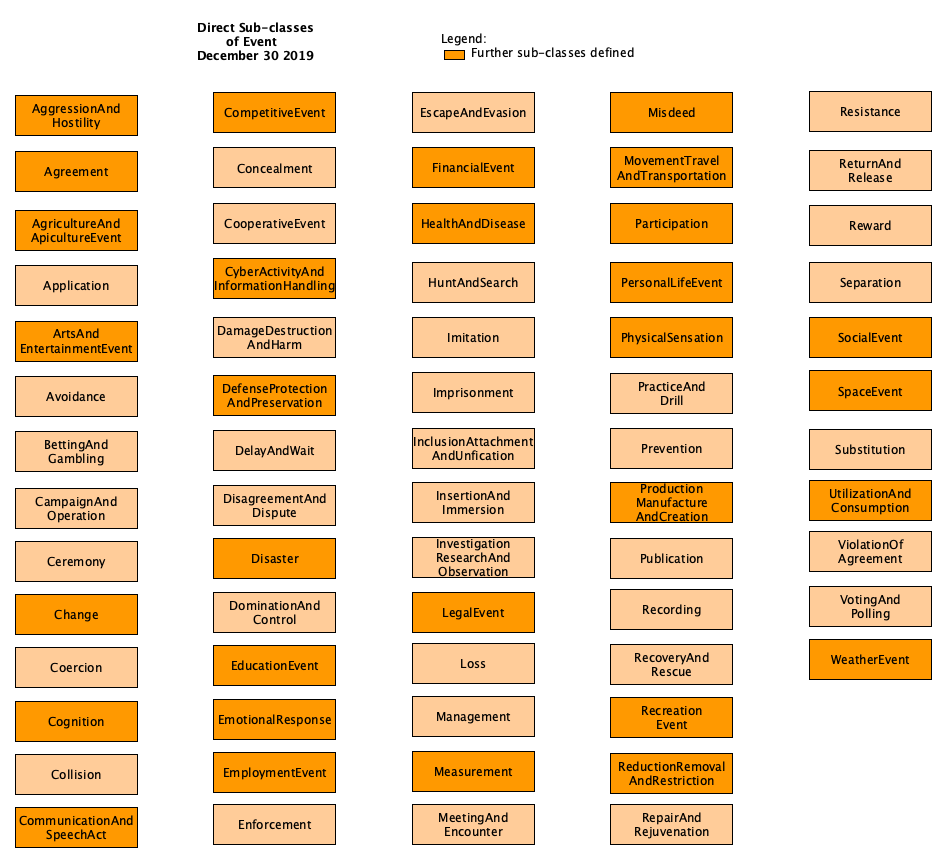 Direct Sub-classes
of Event
December 30 2019
Legend:
Further sub-classes defined
AggressionAnd
Hostility
Agreement
AgricultureAnd
ApicultureEvent
Application
ArtsAnd
EntertainmentEvent
Avoidance
BettingAnd
Gambling
CampaignAnd
Operation
Ceremony
Change
Coercion
Cognition
Collision
CommunicationAnd
SpeechAct
CompetitiveEvent
Concealment
CooperativeEvent
CyberActivityAnd
InformationHandling
DamageDestruction
AndHarm
DefenseProtection
AndPreservation
DelayAndWait
DisagreementAnd
Dispute
Disaster
DominationAnd
Control
EducationEvent
EmotionalResponse
EmploymentEvent
Enforcement
EscapeAndEvasion
FinancialEvent
HealthAndDisease
HuntAndSearch
Imitation
Imprisonment
InclusionAttachment
AndUnfication
InsertionAnd
Immersion
Investigation
ResearchAnd
Observation
LegalEvent
Loss
Management
Measurement
MeetingAnd
Encounter
Misdeed
MovementTravel
AndTransportation
Participation
PersonalLifeEvent
PhysicalSensation
PracticeAnd
Drill
Prevention
Production
Manufacture
AndCreation
Publication
Recording
RecoveryAnd
Rescue
Recreation
Event
ReductionRemoval
AndRestriction
RepairAnd
Rejuvenation
Resistance
ReturnAnd
Release
Reward
Separation
SocialEvent
SpaceEvent
Substitution
UtilizationAnd
Consumption
ViolationOf
Agreement
VotingAnd
Polling
WeatherEvent